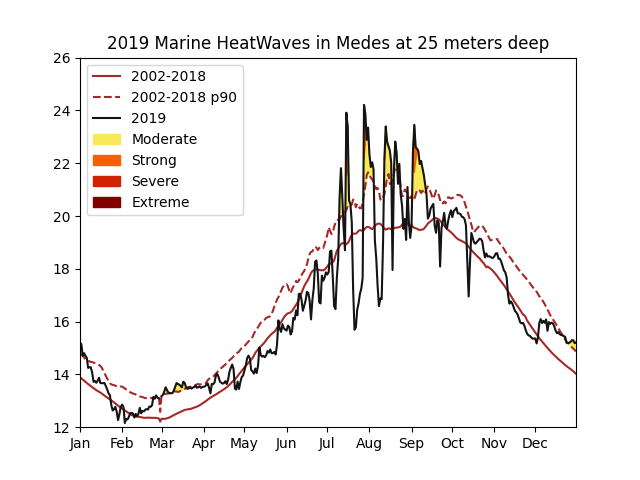 2019 Marine HeatWaves in Medes at 25 meters deep
26
24
22
20
18
16
14
12
2002-2018
2002-2018 p90
2019
Moderate
Strong
Severe
Extreme
Jan Feb Mar Apr May Jun Jul Aug Sep Oct Nov Dec